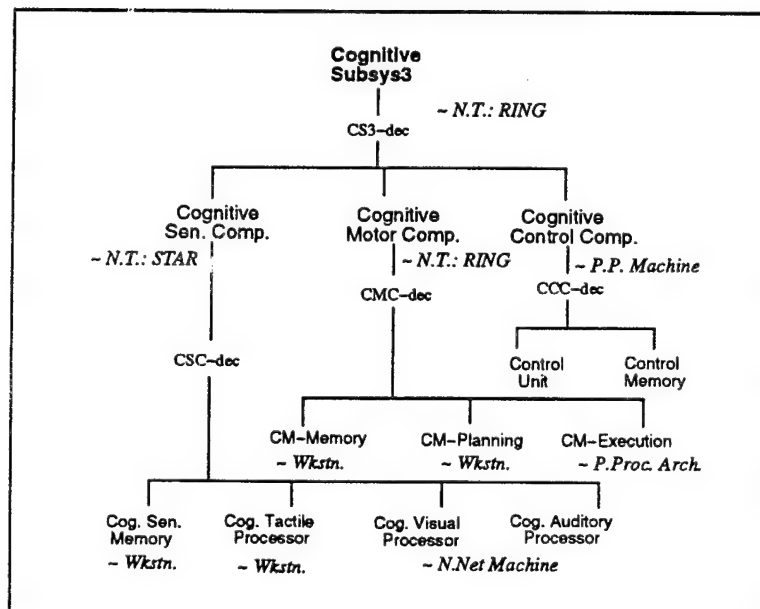 Cognitive
Subsys3
~ N.T.: RING
CS3-dec
Cognitive
Sen. Comp.
~ N.T.: STAR
Cognitive
Motor Comp.
~ N.T.: RING
Cognitive
Control Comp.
~ P.P. Machine
CMC-dec
CCC-dec
CSC-dec
Control
Unit
Control
Memory
CM-Memory
~ Wkstn.
CM-Planning
~ Wkstn.
CM-Execution
~ P.Proc. Arch.
Cog. Sen.
Memory
~ Wkstn.
Cog. Tactile
Processor
~ Wkstn.
Cog. Visual
Processor
~ N.Net Machine
Cog. Auditory
Processor